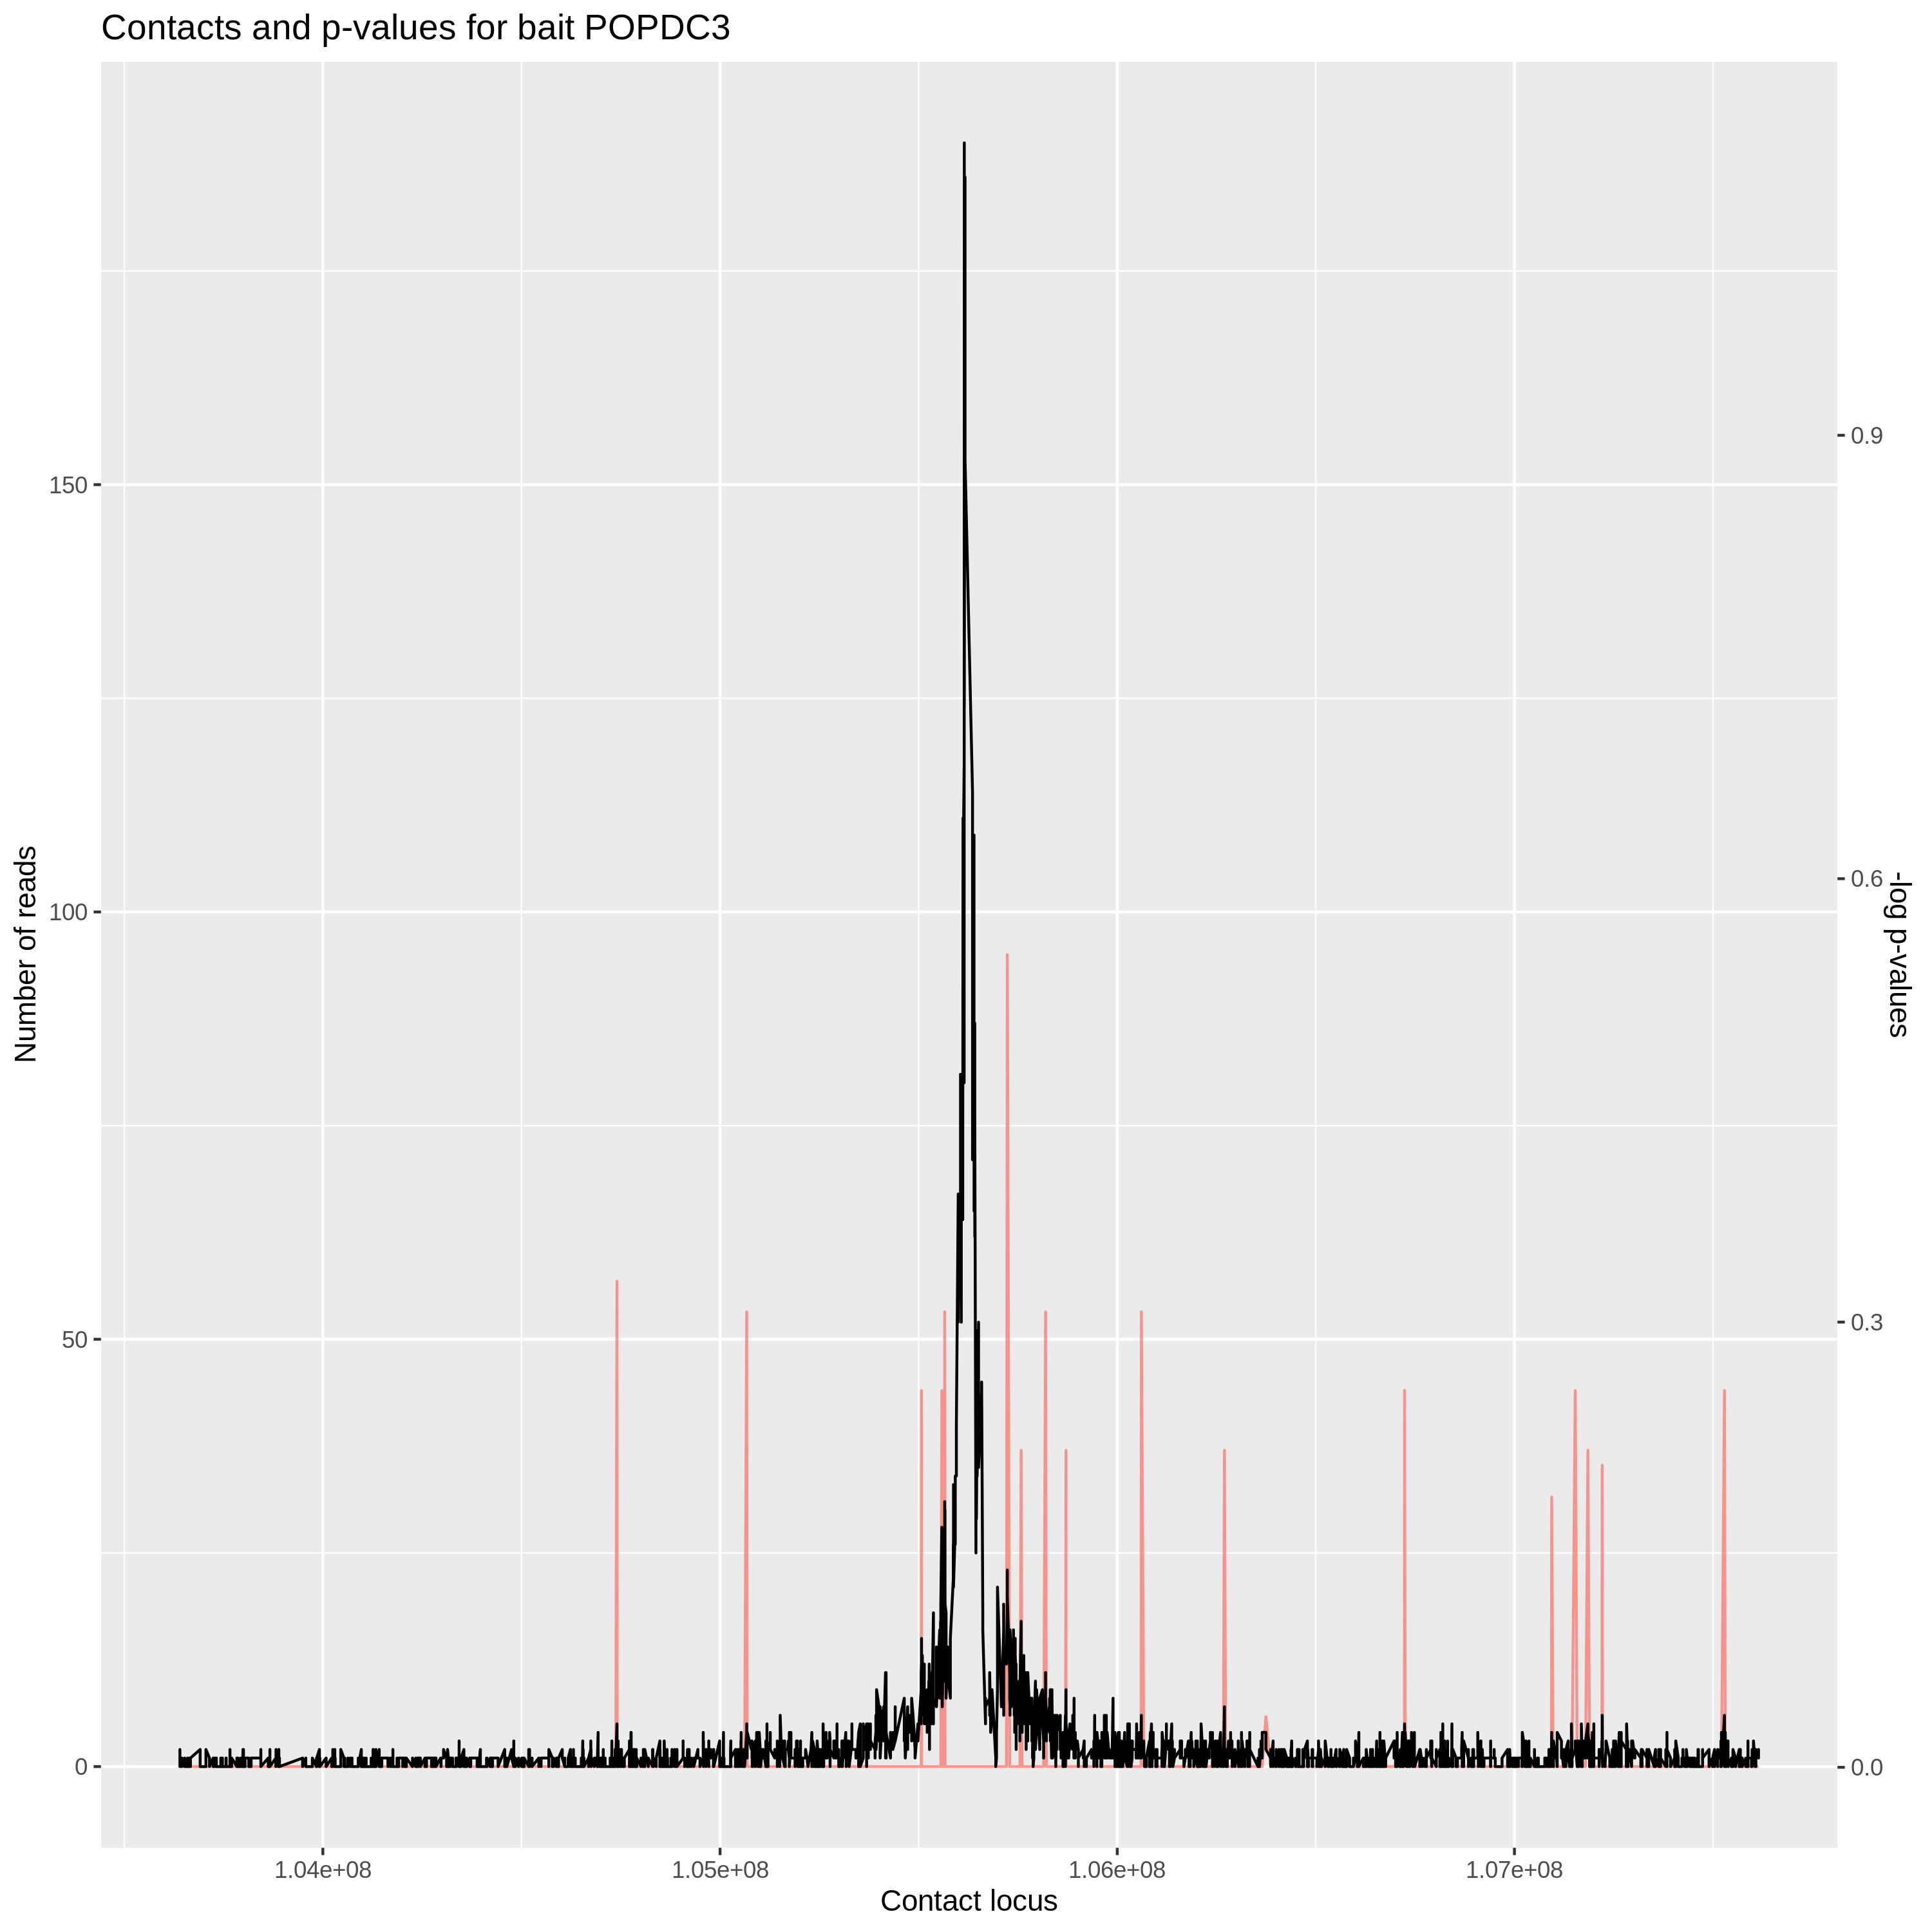 Contacts and p-values for bait POPDC3
150
100
50
0
Number of reads
0.9
0.6
0.3
0.0
-log p-values
1.04e+08
1.05e+08
1.06e+08
1.07e+08
Contact locus